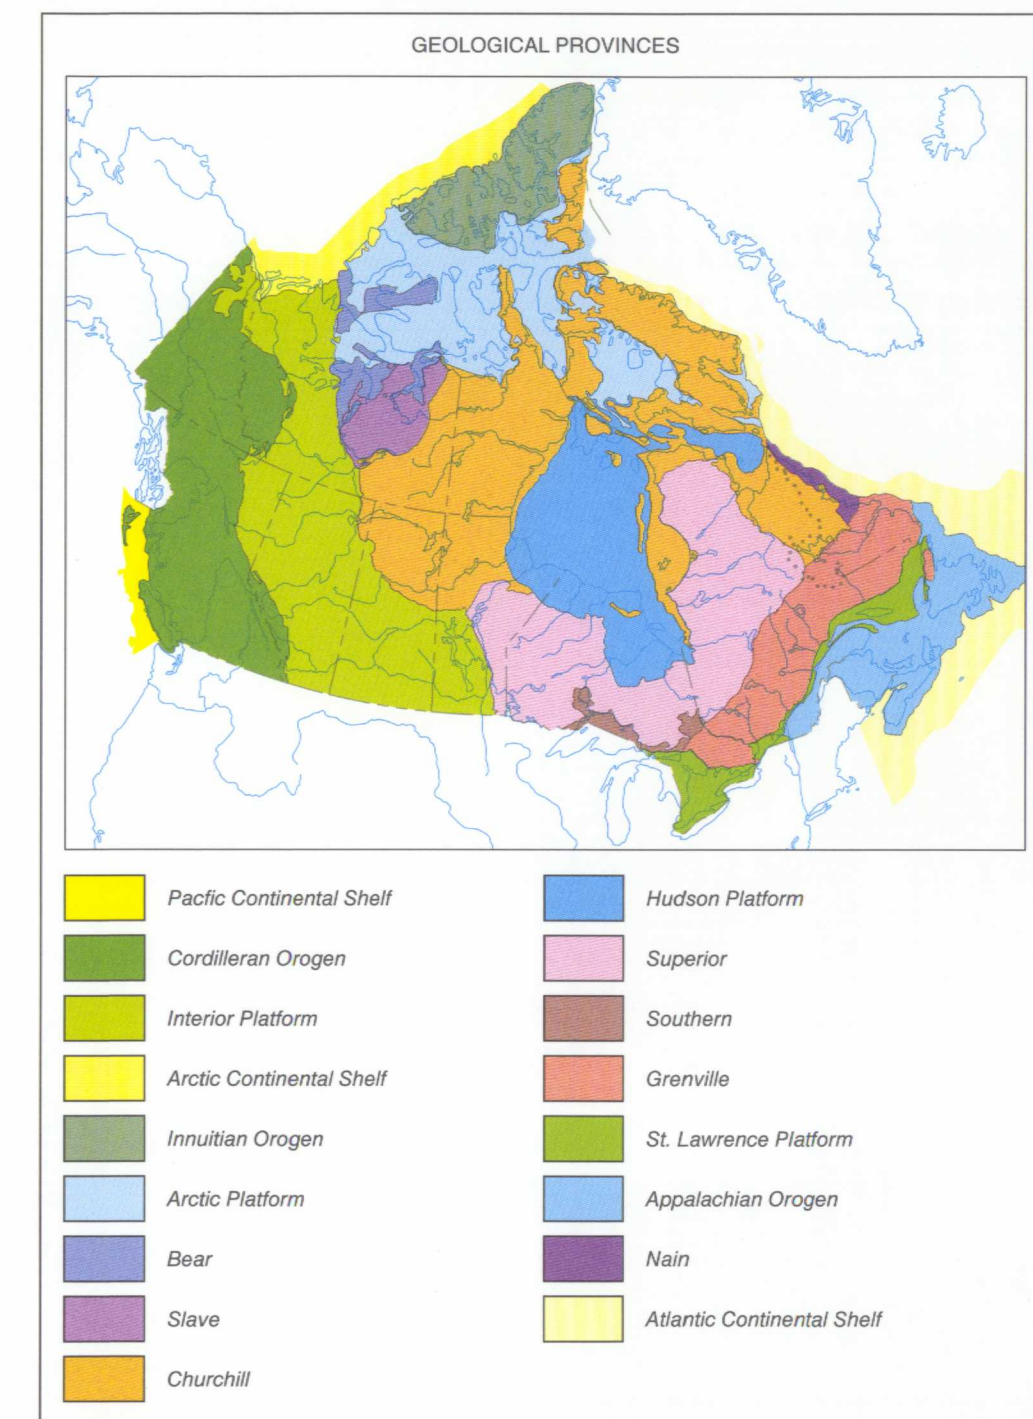 GEOLOGICAL PROVINCES
Pacfic Continental Shelf
Cordilleran Orogen
Interior Platform
Arctic Continental Shelf
Innuitian Orogen
Arctic Platform
Bear
Slave
Churchill
Hudson Platform
Superior
Southern
Grenville
St. Lawrence Platform
Appalachian Orogen
Nain
Atlantic Continental Shelf